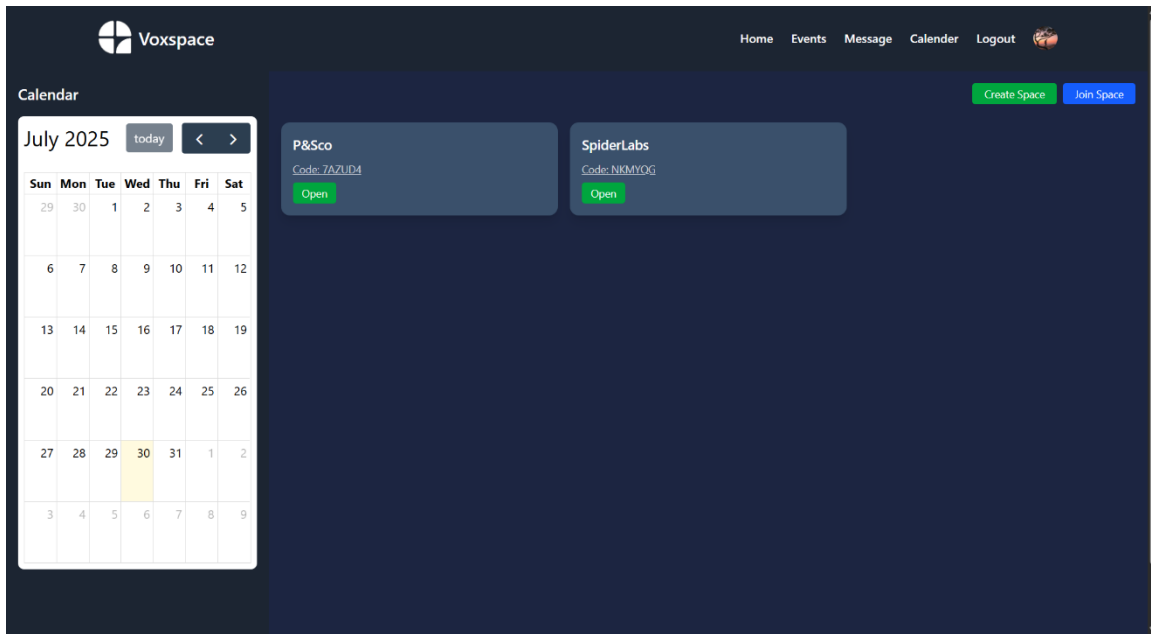 Voxspace
Home Events Message Calender Logout
Calendar
July 2025 today
Sun Mon Tue Wed Thu Fri Sat
29 30 1 2 3 4 5
6 7 8 9 10 11 12
13 14 15 16 17 18 19
20 21 22 23 24 25 26
27 28 29 30 31 1 2
3 4 5 6 7 8 9
Create Space Join Space
P&Sco
Code: 7AZUD4
Open
SpiderLabs
Code: NKMYQG
Open